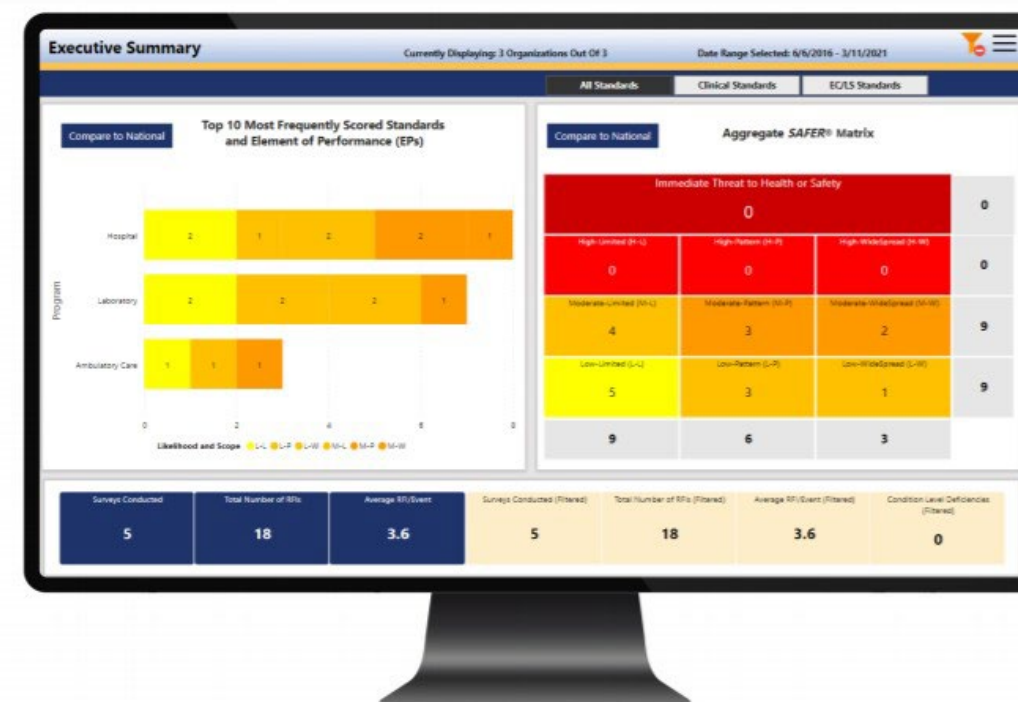 Executive Summary
Currently Displaying: 3 Organizations Out Of 3
Date Range Selected: 6/6/2016 - 3/11/2021
All Standards
Clinical Standards
EC/LS Standards
Compare to National
Top 10 Most Frequently Scored Standards
and Element of Performance (EPs)
Program
Hospital
2 1 2 2 1
Laboratory
2 2 2 1
Ambulatory Care
1 1 1
0 2 4 6 8
Likelihood and Scope L-L L-P L-W M-L M-P M-W
Compare to National
Aggregate SAFER® Matrix
Immediate Threat to Health or Safety
0
0
High-Limited (H-L) High-Pattern (H-P) High-WideSpread (H-W)
0 0 0 0
Moderate-Limited (M-L) Moderate-Pattern (M-P) Moderate-WideSpread (M-W)
4 3 2 9
Low-Limited (L-L) Low-Pattern (L-P) Low-WideSpread (L-W)
5 3 1 9
9 6 3
Surveys Conducted
5
Total Number of RFIs
18
Average RFI/Event
3.6
Surveys Conducted (Filtered)
5
Total Number of RFIs (Filtered)
18
Average RFI/Event (Filtered)
3.6
Condition Level Deficiencies
(Filtered)
0